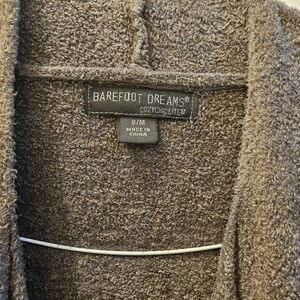 BAREFOOT DREAMS®
COZYCHIC LITE®
S/M
MADE IN
CHINA